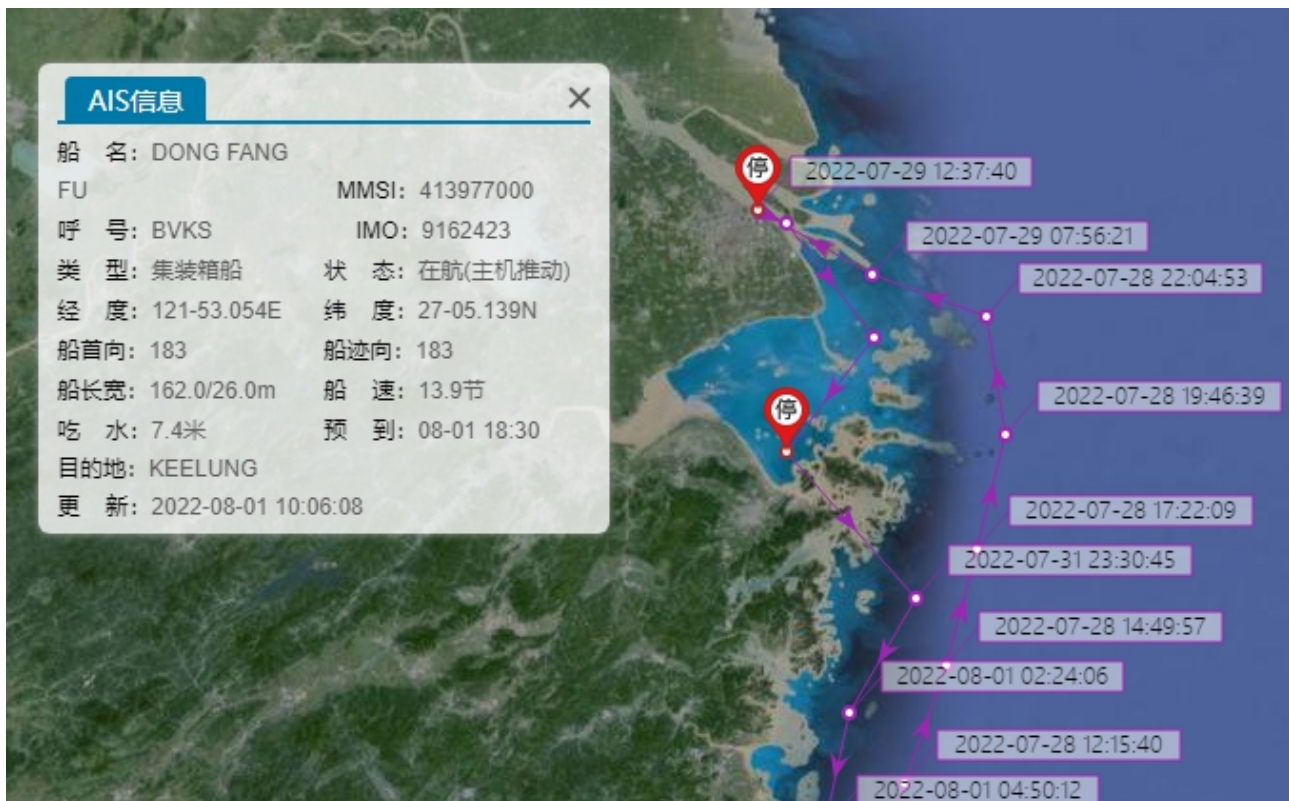 AIS信息
船 名：DONG FANG
FU MMSI：413977000
呼 号：BVKS IMO：9162423
类 型：集装箱船 状 态：在航(主机推动)
经 度：121-53.054E 纬 度：27-05.139N
船首向：183 船迹向：183
船长宽：162.0/26.0m 船 速：13.9节
吃 水：7.4米 预 到：08-01 18:30
目的地：KEELUNG
更 新：2022-08-01 10:06:08
停
2022-07-29 12:37:40
2022-07-29 07:56:21
2022-07-28 22:04:53
2022-07-28 19:46:39
停
2022-07-28 17:22:09
2022-07-31 23:30:45
2022-07-28 14:49:57
2022-08-01 02:24:06
2022-07-28 12:15:40
2022-08-01 04:50:12